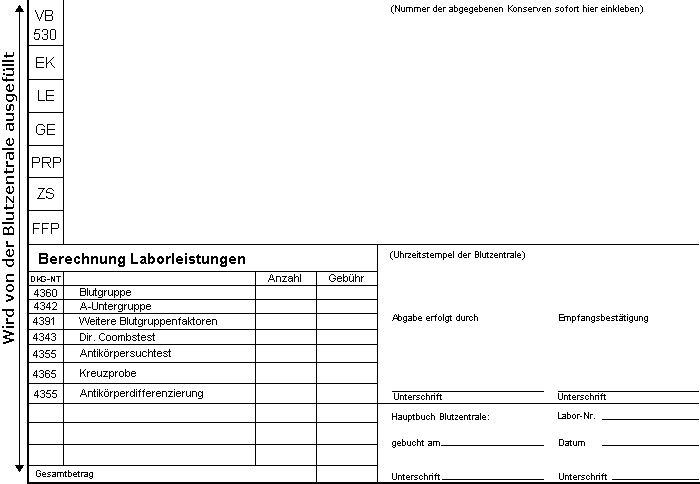 Wird von der Blutzentrale ausgefüllt
VB
530
(Nummer der abgegebenen Konserven sofort hier einkleben)
EK
LE
GE
PRP
ZS
FFP
Berechnung Laborleistungen
DKG-NT Anzahl Gebühr
4360 Blutgruppe
4342 A-Untergruppe
4391 Weitere Blutgruppenfaktoren
4343 Dir. Coombstest
4355 Antikörpersuchtest
4365 Kreuzprobe
4355 Antikörperdifferenzierung
Gesamtbetrag
(Uhrzeitstempel der Blutzentrale)
Abgabe erfolgt durch Empfangsbestätigung
Unterschrift Unterschrift
Hauptbuch Blutzentrale: Labor-Nr.
gebucht am Datum
Unterschrift Unterschrift